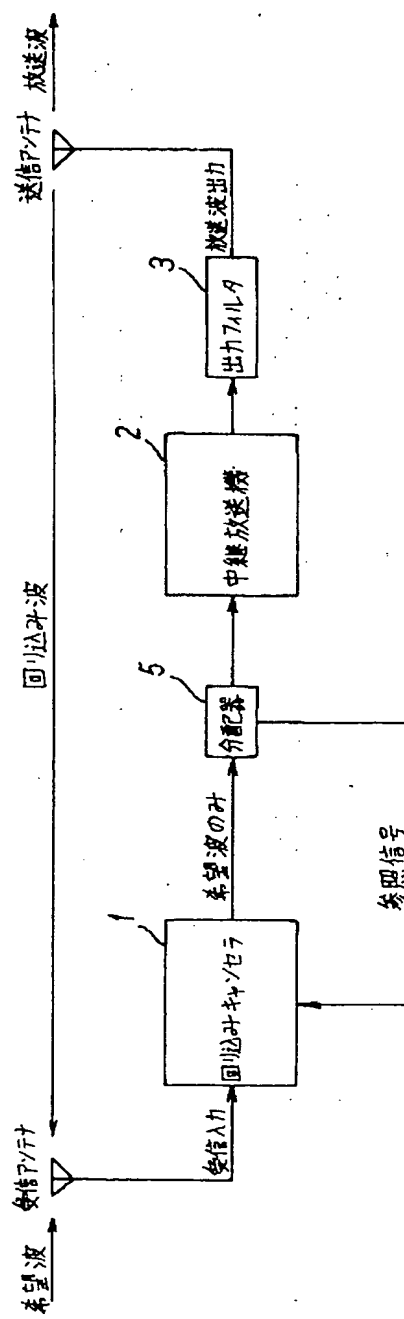 希望波
受信アンテナ
回り込み波
送信アンテナ
放送波
受信入力
1
回り込みキャンセラ
希望波のみ
5
分配器
2
中継放送機
3
出力フィルタ
放送波出力
参照信号